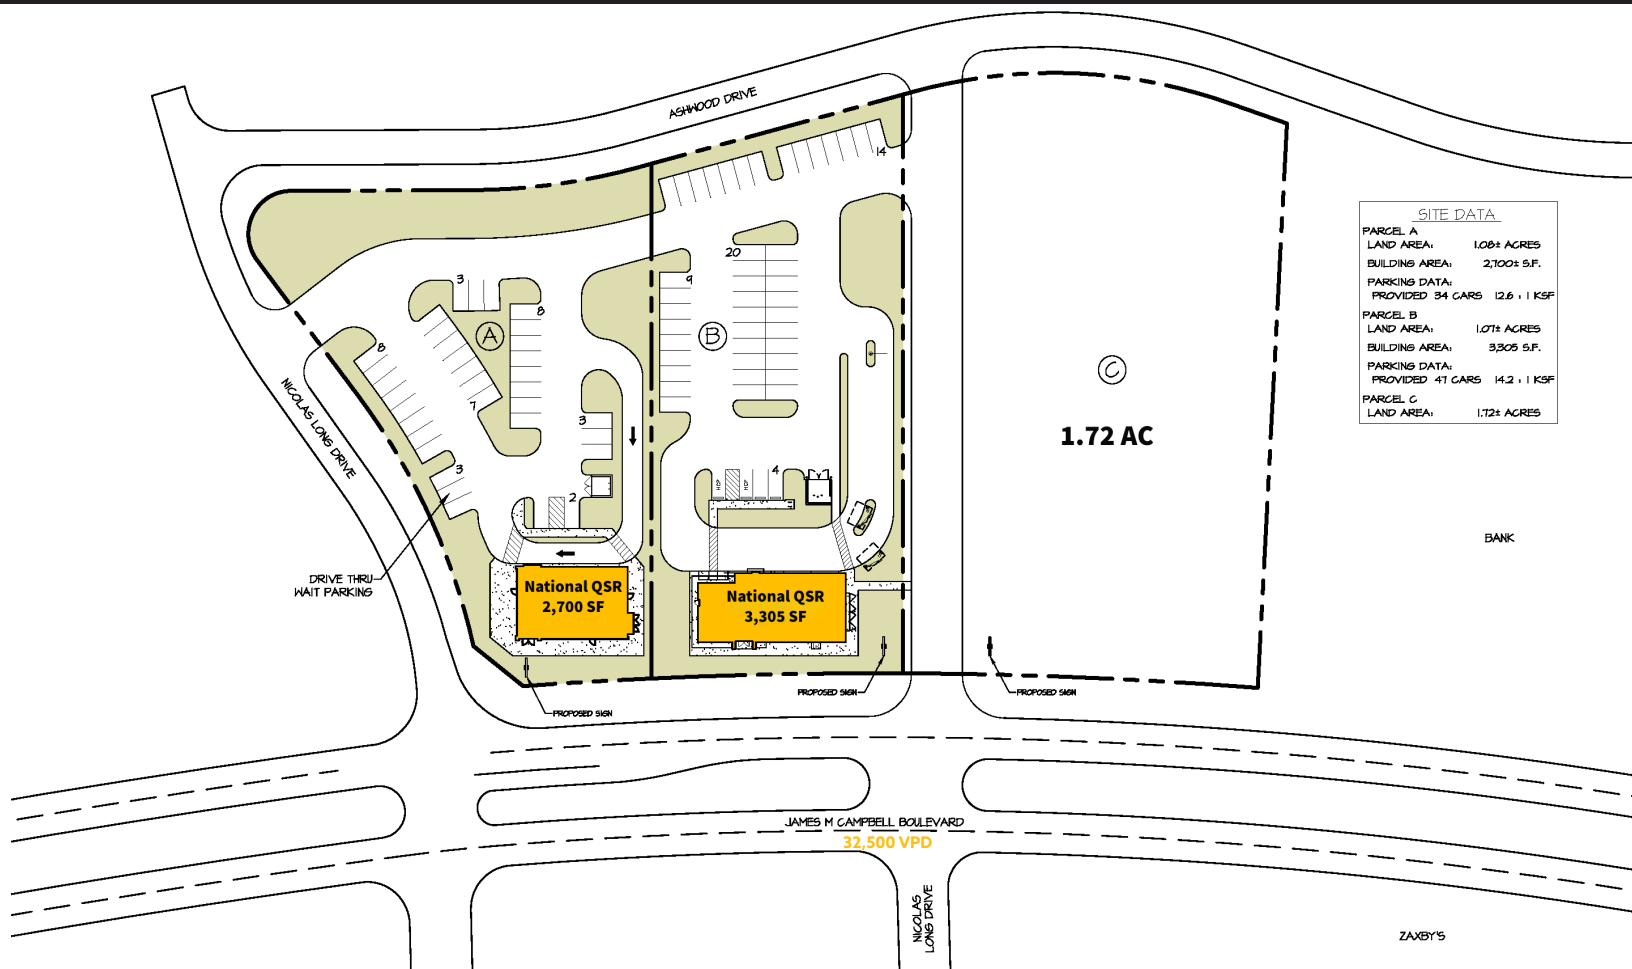 ASHWOOD DRIVE
14
SITE DATA
PARCEL A
LAND AREA: 1.08± ACRES
BUILDING AREA: 2,700± S.F.
PARKING DATA:
PROVIDED 34 CARS 12.6 : 1 KSF
PARCEL B
LAND AREA: 1.07± ACRES
BUILDING AREA: 3,305 S.F.
PARKING DATA:
PROVIDED 47 CARS 14.2 : 1 KSF
PARCEL C
LAND AREA: 1.72± ACRES
20
3
9
8
A
B
8
C
7
3
1.72 AC
NICOLAS LONG DRIVE
3
4
HCP
HCP
2
BANK
DRIVE THRU
WAIT PARKING
National QSR
2,700 SF
National QSR
3,305 SF
PROPOSED SIGN
PROPOSED SIGN
PROPOSED SIGN
JAMES M CAMPBELL BOULEVARD
32,500 VPD
NICOLAS
LONG DRIVE
ZAXBY'S